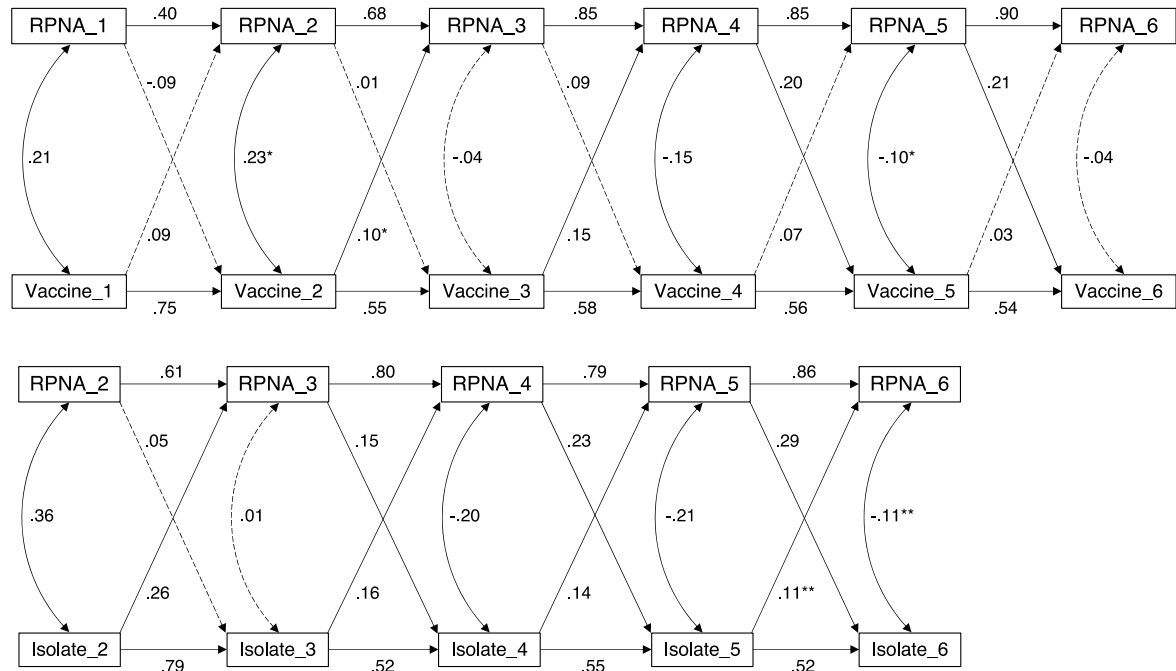 .40 .68 .85 .85 .90
RPNA_1 RPNA_2 RPNA_3 RPNA_4 RPNA_5 RPNA_6
-.09 .01 .09 .20 .21
.21 .23* -.04 -.15 -.10* -.04
.09 .10* .15 .07 .03
Vaccine_1 Vaccine_2 Vaccine_3 Vaccine_4 Vaccine_5 Vaccine_6
.75 .55 .58 .56 .54
.61 .80 .79 .86
RPNA_2 RPNA_3 RPNA_4 RPNA_5 RPNA_6
.05 .15 .23 .29
.36 .01 -.20 -.21 -.11**
.26 .16 .14 .11**
Isolate_2 Isolate_3 Isolate_4 Isolate_5 Isolate_6
.79 .52 .55 .52